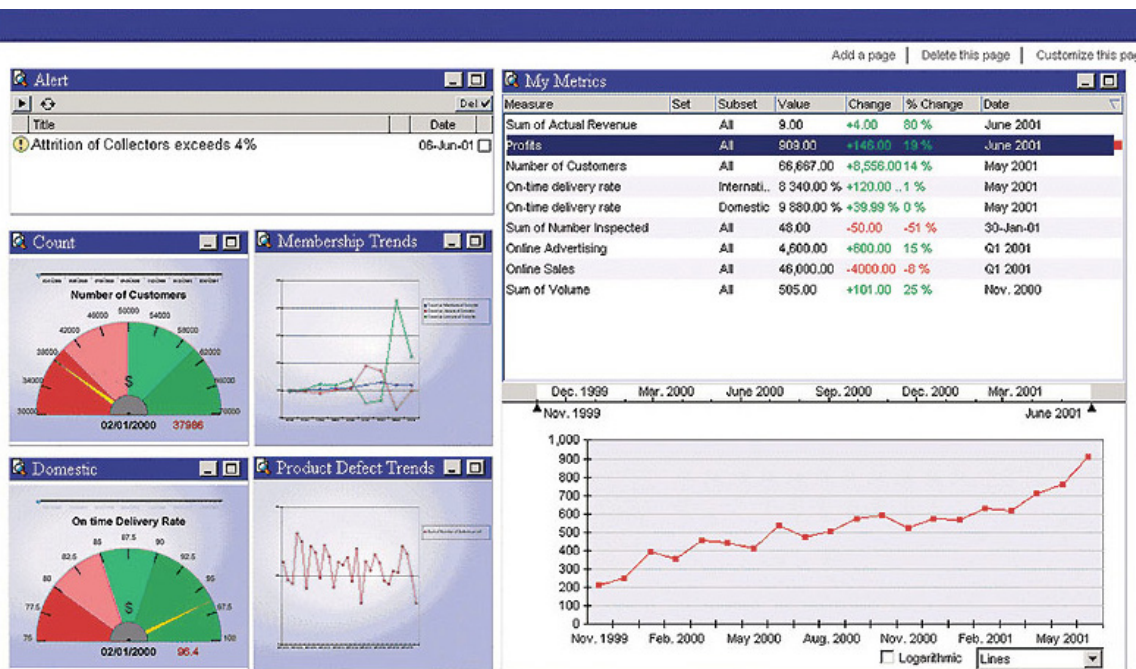 Add a page | Delete this page | Customize this pag
Alert
Del
Title Date
Attrition of Collectors exceeds 4% 06-Jun-01
My Metrics
Measure Set Subset Value Change % Change Date
Sum of Actual Revenue All 9.00 +4.00 80 % June 2001
Profits All 909.00 +146.00 19 % June 2001
Number of Customers All 66,667.00 +8,556.00 14 % May 2001
On-time delivery rate Internati.. 8 340.00 % +120.00 .. 1 % May 2001
On-time delivery rate Domestic 9 880.00 % +39.99 % 0 % May 2001
Sum of Number Inspected All 48.00 -50.00 -51 % 30-Jan-01
Online Advertising All 4,600.00 +600.00 15 % Q1 2001
Online Sales All 46,000.00 -4000.00 -8 % Q1 2001
Sum of Volume All 505.00 +101.00 25 % Nov. 2000
Count
Number of Customers
30000 34000 38000 42000 46000 50000 54000 58000 62000 66000 70000
$
02/01/2000 37986
Membership Trends
Domestic
On time Delivery Rate
75 77.5 80 82.5 85 87.5 90 92.5 95 97.5 100
$
02/01/2000 96.4
Product Defect Trends
Dec. 1999 Mar. 2000 June 2000 Sep. 2000 Dec. 2000 Mar. 2001
Nov. 1999 June 2001
1,000
900
800
700
600
500
400
300
200
100
0
Nov. 1999 Feb. 2000 May 2000 Aug. 2000 Nov. 2000 Feb. 2001 May 2001
Logarithmic Lines